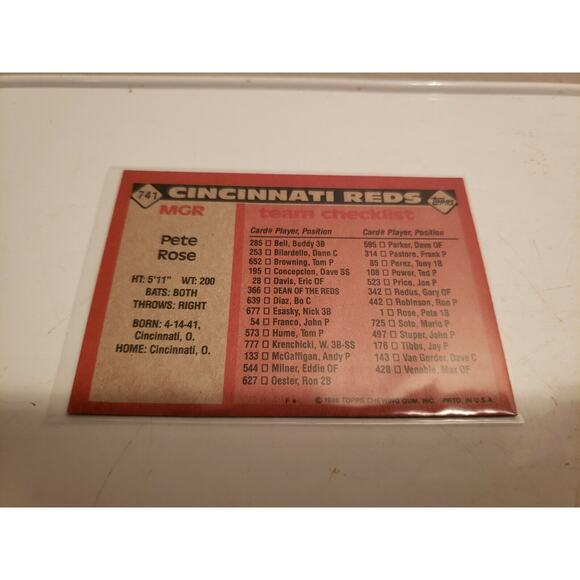 741
CINCINNATI REDS
TOPPS
MGR
Pete
Rose
HT: 5'11" WT: 200
BATS: BOTH
THROWS: RIGHT
BORN: 4-14-41,
Cincinnati, O.
HOME: Cincinnati, O.
team checklist
Card# Player, Position
285 Bell, Buddy 3B
253 Bilardello, Dann C
652 Browning, Tom P
195 Concepcion, Dave SS
28 Davis, Eric OF
366 DEAN OF THE REDS
639 Diaz, Bo C
677 Esasky, Nick 3B
54 Franco, John P
573 Hume, Tom P
777 Krenchicki, W. 3B-SS
133 McGaffigan, Andy P
544 Milner, Eddie OF
627 Oester, Ron 2B
Card# Player, Position
595 Parker, Dave OF
314 Pastore, Frank P
85 Perez, Tony 1B
108 Power, Ted P
523 Price, Joe P
342 Redus, Gary OF
442 Robinson, Ron P
1 Rose, Pete 1B
725 Soto, Mario P
497 Stuper, John P
176 Tibbs, Jay P
143 Van Gorder, Dave C
428 Venable, Max OF
F *
© 1986 TOPPS CHEWING GUM, INC. PRTD. IN U.S.A.